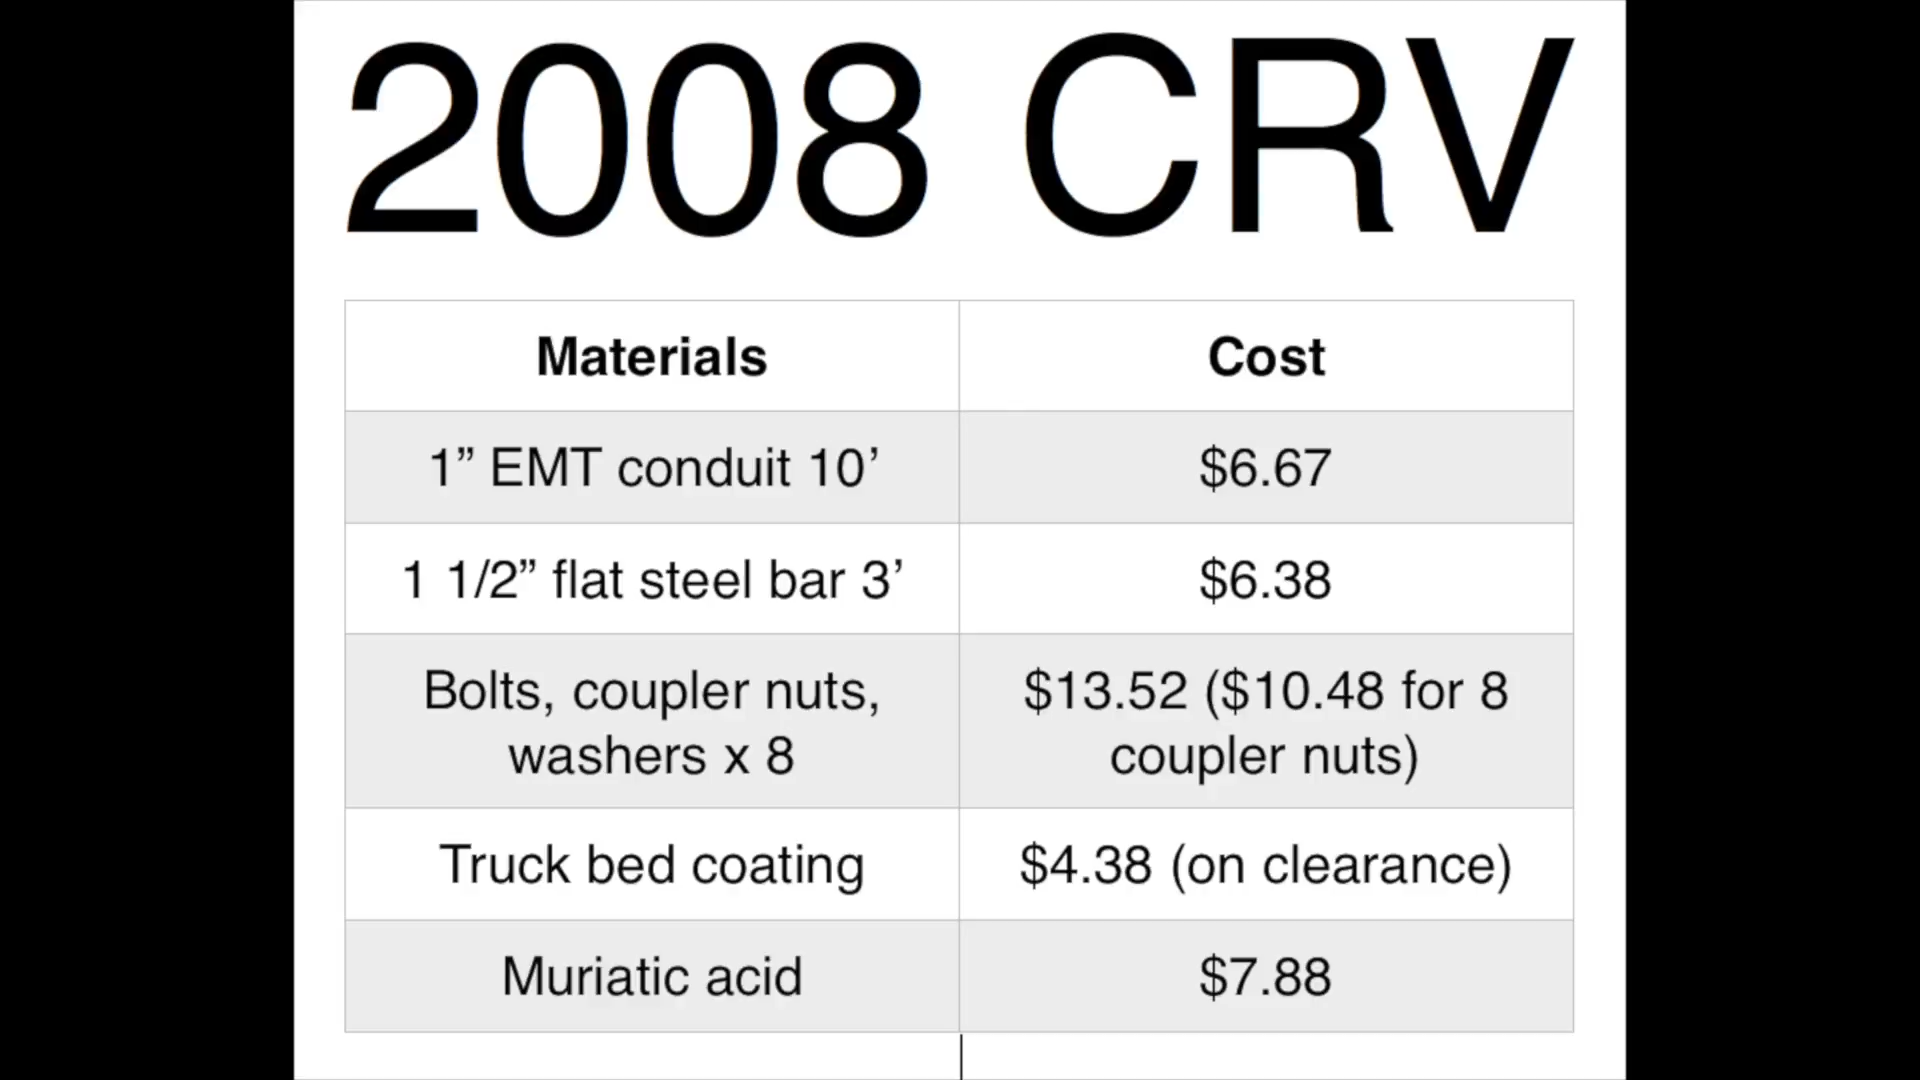 2008 CRV
Materials
Cost
1” EMT conduit 10’
$6.67
1 1/2” flat steel bar 3’
$6.38
Bolts, coupler nuts,
washers x 8
$13.52 ($10.48 for 8
coupler nuts)
Truck bed coating
$4.38 (on clearance)
Muriatic acid
$7.88